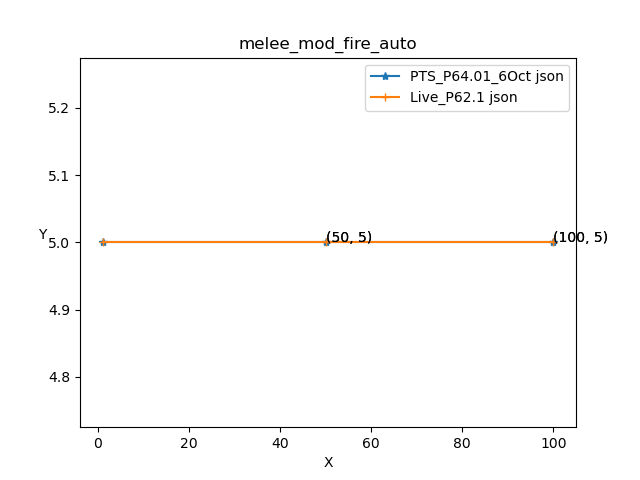 melee_mod_fire_auto
PTS_P64.01_6Oct json
Live_P62.1 json
5.2
5.1
Y
5.0
(50, 5)
(100, 5)
4.9
4.8
0
20
40
60
80
100
X